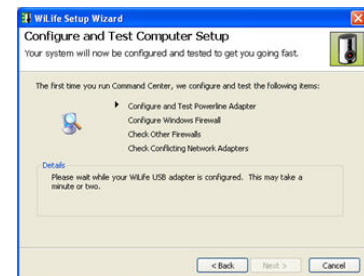 WiLife Setup Wizard
Configure and Test Computer Setup
Your system will now be configured and tested to get you going fast.
The first time you run Command Center, we configure and test the following items:
Configure and Test Powerline Adapter
Configure Windows Firewall
Check Other Firewalls
Check Conflicting Network Adapters
Details
Please wait while your WiLife USB adapter is configured. This may take a
minute or two.
< Back Next > Cancel